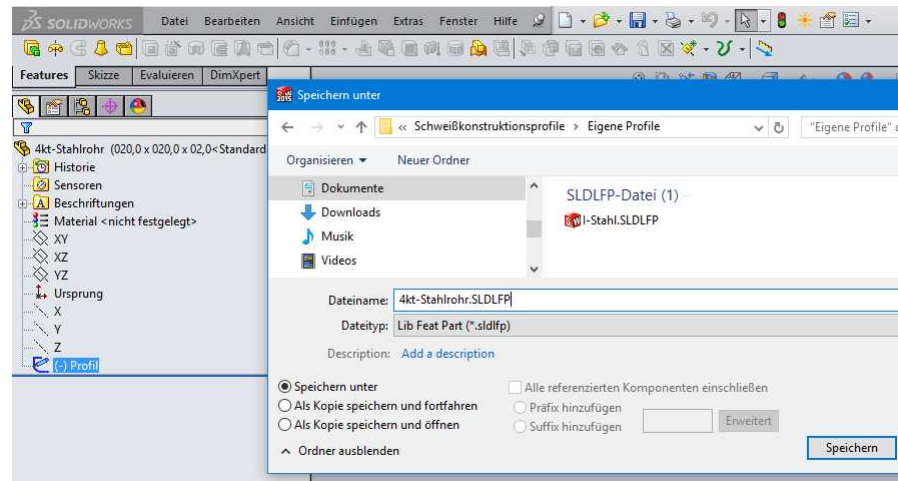 SOLIDWORKS Datei Bearbeiten Ansicht Einfügen Extras Fenster Hilfe
Features Skizze Evaluieren DimXpert
2015 Speichern unter
« Schweißkonstruktionsprofile > Eigene Profile "Eigene Profile"
Organisieren Neuer Ordner
4kt-Stahlrohr (020,0 x 020,0 x 02,0<Standard
Historie
Sensoren
Beschriftungen
Material <nicht festgelegt>
XY
XZ
YZ
Ursprung
X
Y
Z
(-) Profil
Dokumente
Downloads
Musik
Videos
SLDLFP-Datei (1)
I-Stahl.SLDLFP
Dateiname: 4kt-Stahlrohr.SLDLFP
Dateityp: Lib Feat Part (*.sldlfp)
Description: Add a description
Speichern unter
Als Kopie speichern und fortfahren
Als Kopie speichern und öffnen
Alle referenzierten Komponenten einschließen
Präfix hinzufügen
Suffix hinzufügen
Erweitert
Ordner ausblenden
Speichern